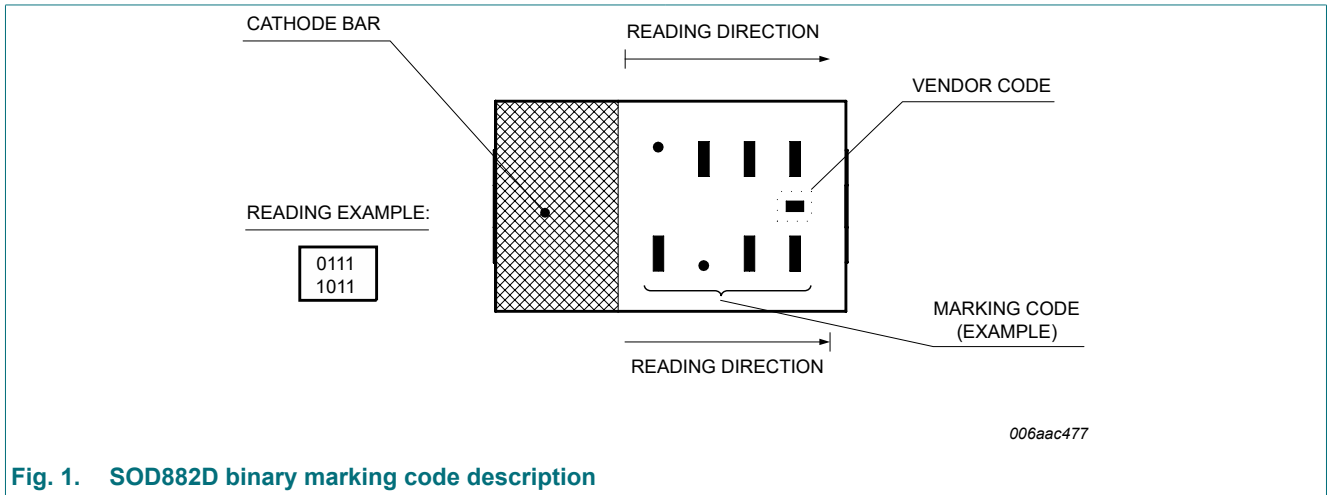 CATHODE BAR
READING DIRECTION
VENDOR CODE
READING EXAMPLE:
0111
1011
MARKING CODE
(EXAMPLE)
READING DIRECTION
006aac477
Fig. 1. SOD882D binary marking code description